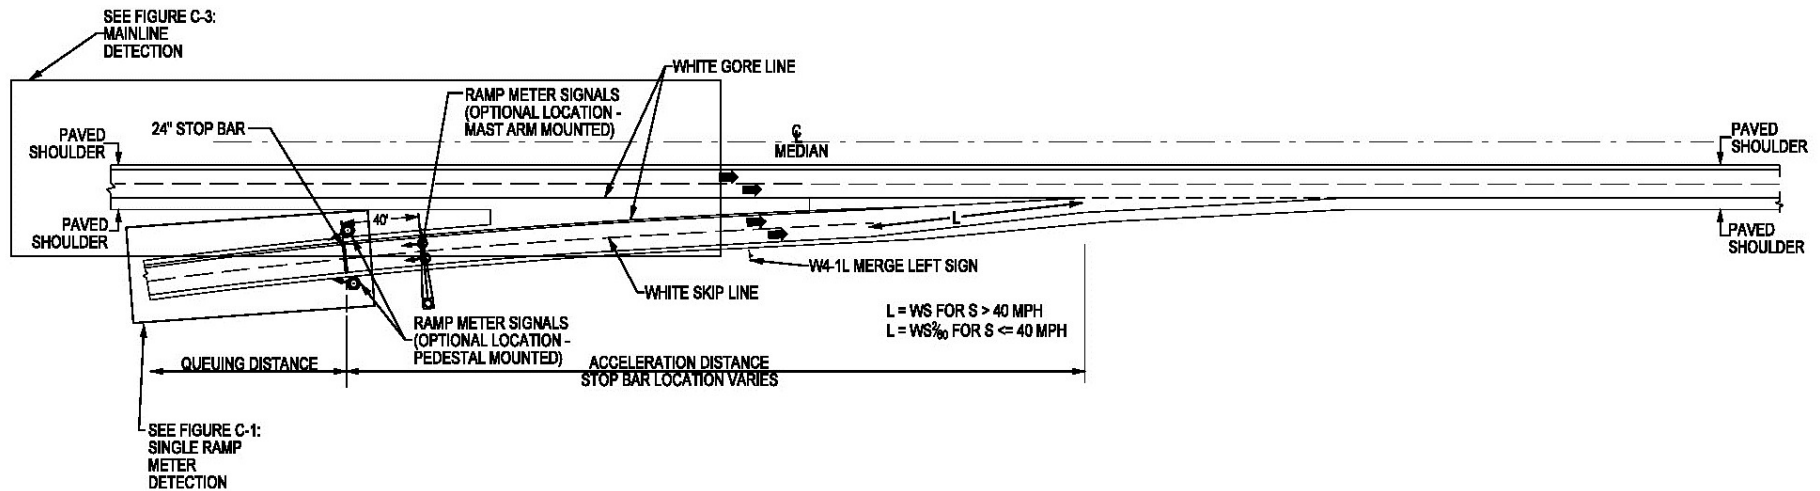 SEE FIGURE C-3:
MAINLINE
DETECTION
WHITE GORE LINE
RAMP METER SIGNALS
(OPTIONAL LOCATION -
MAST ARM MOUNTED)
24" STOP BAR
PAVED
SHOULDER
℄
MEDIAN
PAVED
SHOULDER
PAVED
SHOULDER
40'
L
PAVED
SHOULDER
W4-1L MERGE LEFT SIGN
WHITE SKIP LINE
L = WS FOR S > 40 MPH
L = WS²⁄₆₀ FOR S <= 40 MPH
RAMP METER SIGNALS
(OPTIONAL LOCATION -
PEDESTAL MOUNTED)
QUEUING DISTANCE
ACCELERATION DISTANCE
STOP BAR LOCATION VARIES
SEE FIGURE C-1:
SINGLE RAMP
METER
DETECTION